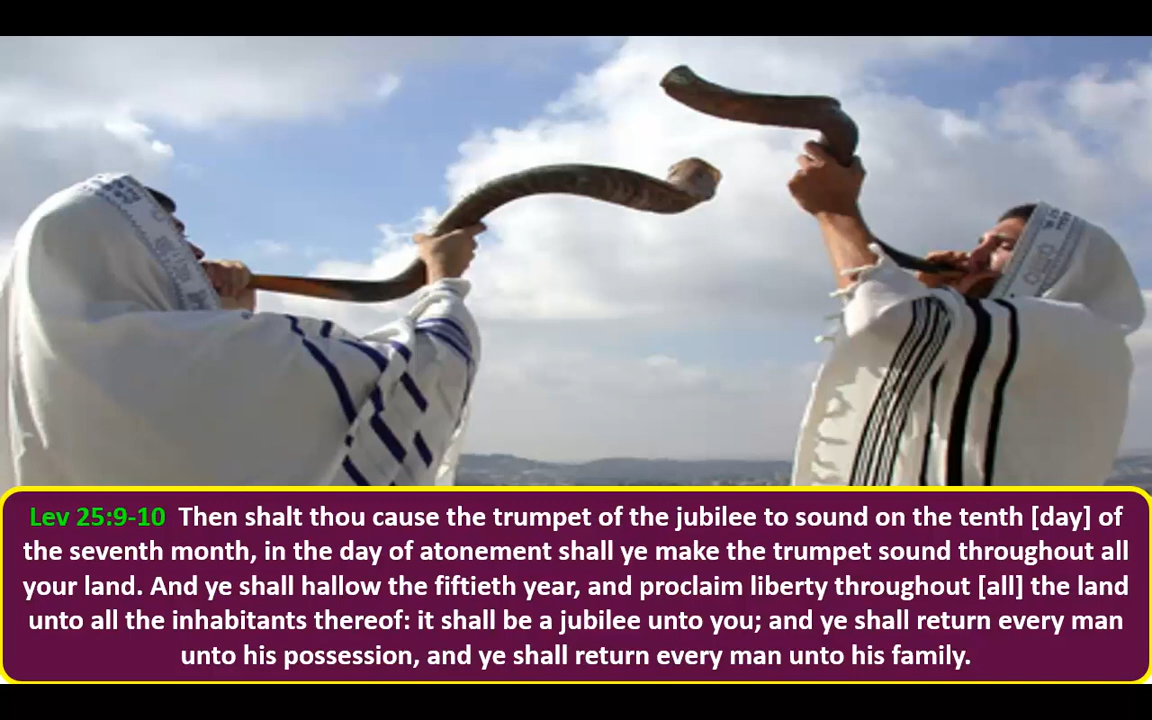 Lev 25:9-10 Then shalt thou cause the trumpet of the jubilee to sound on the tenth [day] of
the seventh month, in the day of atonement shall ye make the trumpet sound throughout all
your land. And ye shall hallow the fiftieth year, and proclaim liberty throughout [all] the land
unto all the inhabitants thereof: it shall be a jubilee unto you; and ye shall return every man
unto his possession, and ye shall return every man unto his family.